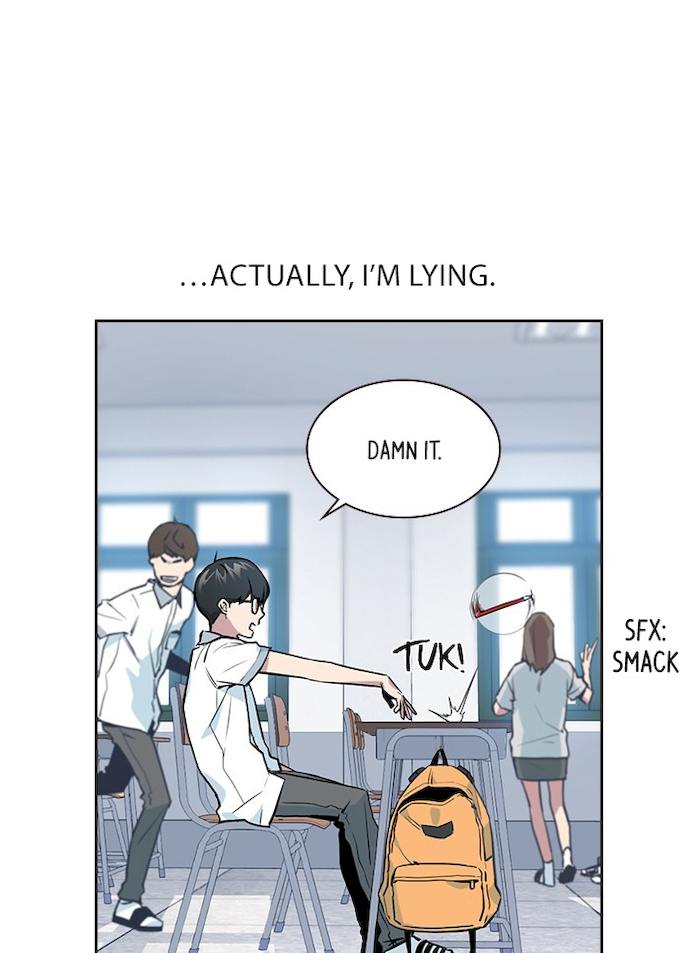 ...ACTUALLY, I'M LYING.
DAMN IT.
TUK!
SFX:
SMACK